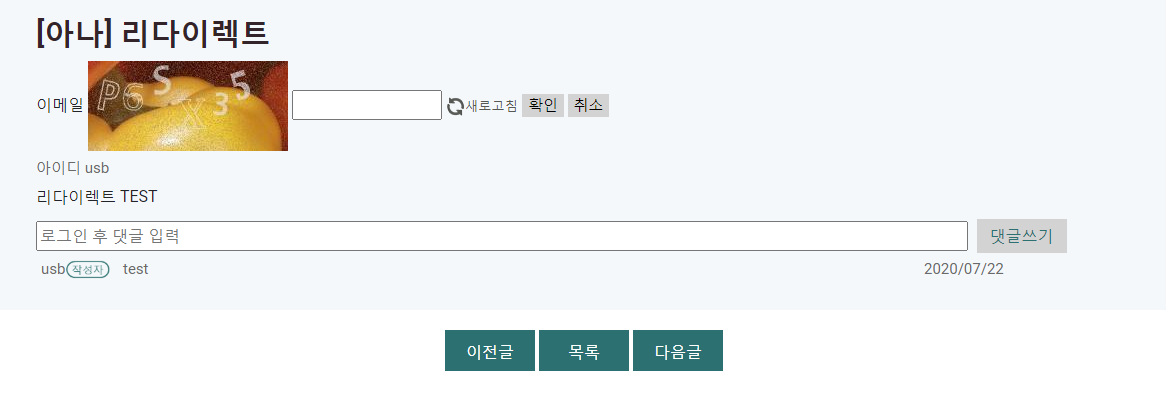 [아나] 리다이렉트
이메일 P6SX35 새로고침 확인 취소
아이디 usb
리다이렉트 TEST
로그인 후 댓글 입력 댓글쓰기
usb 작성자 test 2020/07/22
이전글 목록 다음글